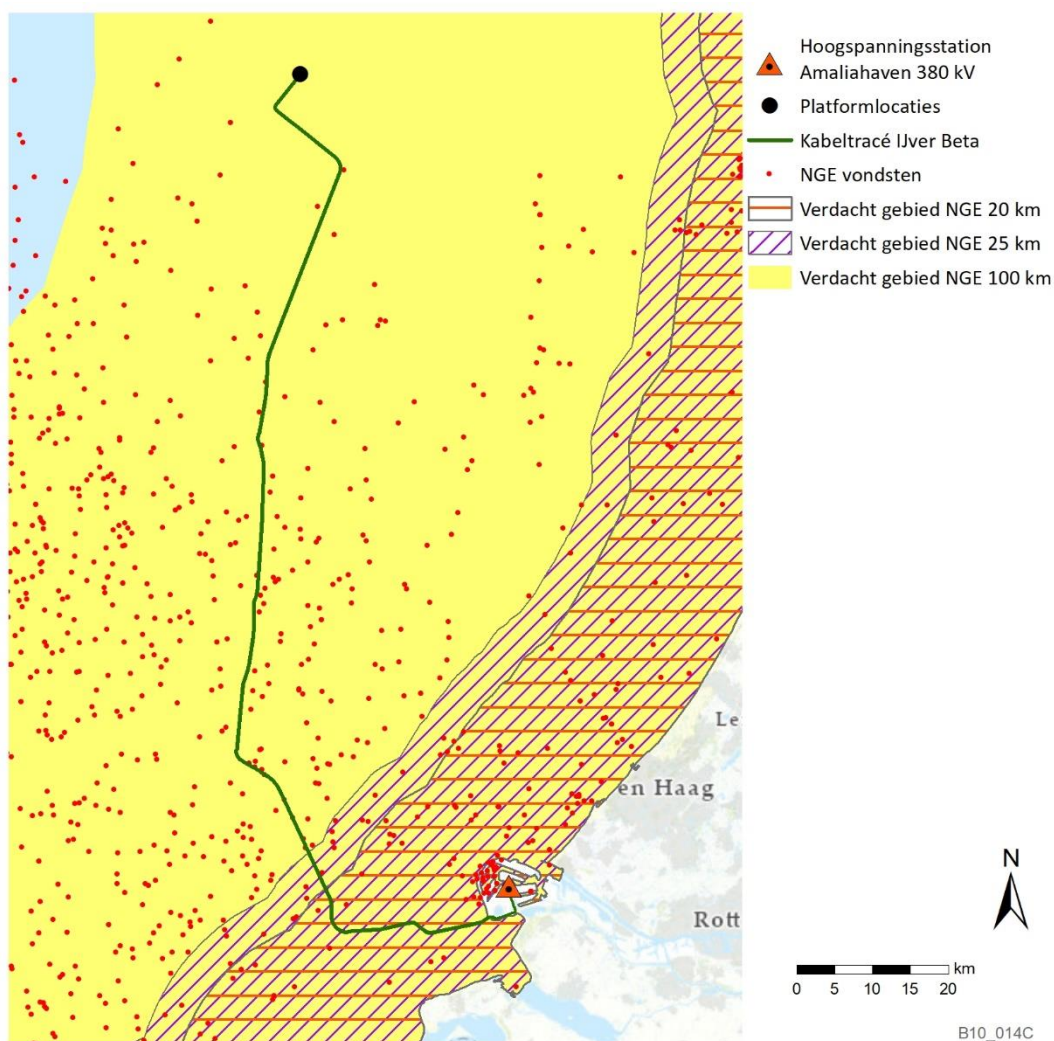 Hoogspanningsstation
Amaliahaven 380 kV
Platformlocaties
Kabeltracé IJver Beta
NGE vondsten
Verdacht gebied NGE 20 km
Verdacht gebied NGE 25 km
Verdacht gebied NGE 100 km
Le
en Haag
Rott
N
km
0 5 10 15 20
B10_014C